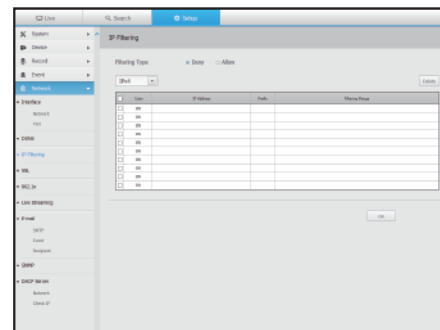 Live
Search
Setup
System
Device
Record
Event
Network
Interface
Network
Port
DDNS
IP Filtering
SSL
802.1x
Live Streaming
E-mail
SMTP
Event
Recipient
SNMP
DHCP Server
Network
Check IP
IP Filtering
Filtering Type
Deny
Allow
IPv4
Delete
IP Address
Prefix
Filtering Range
OK